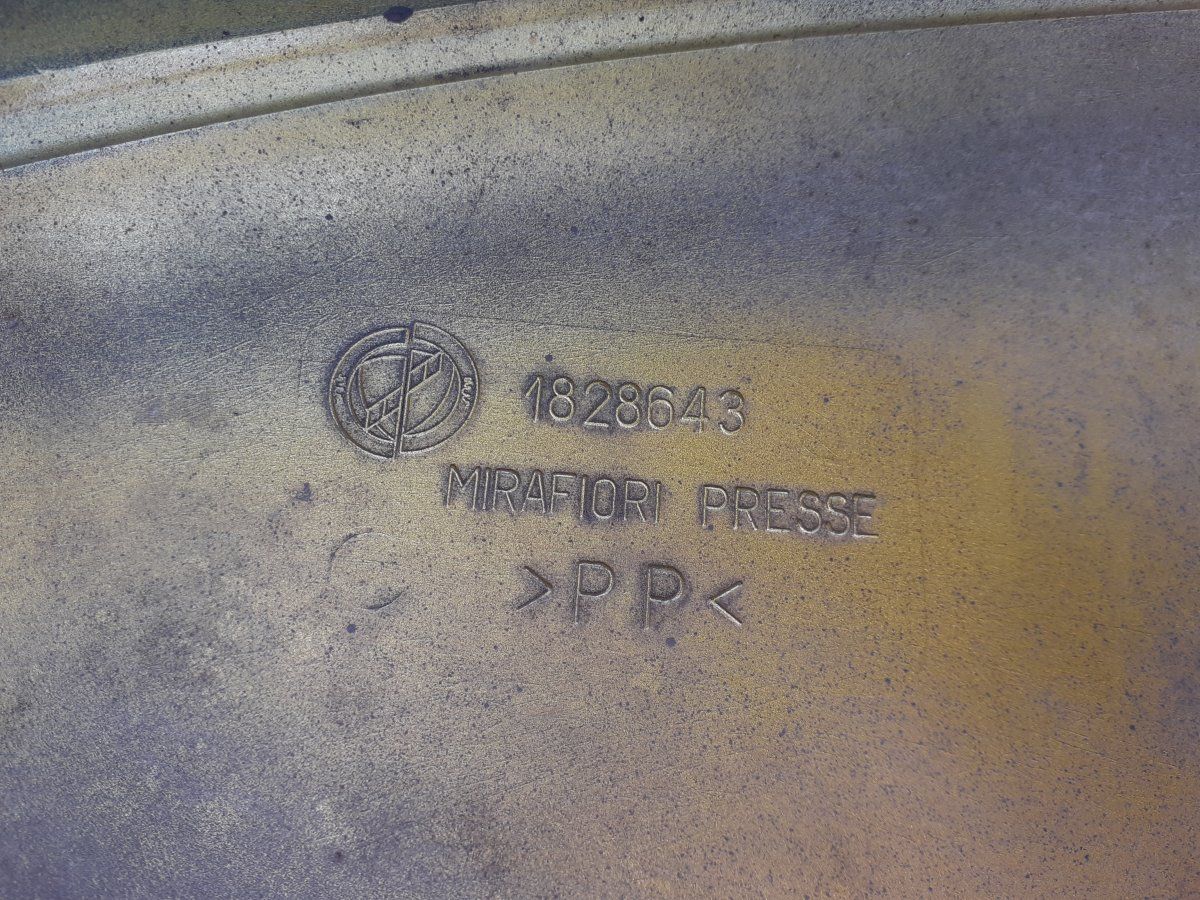 1828643
MIRAFIORI PRESSE
>PP<